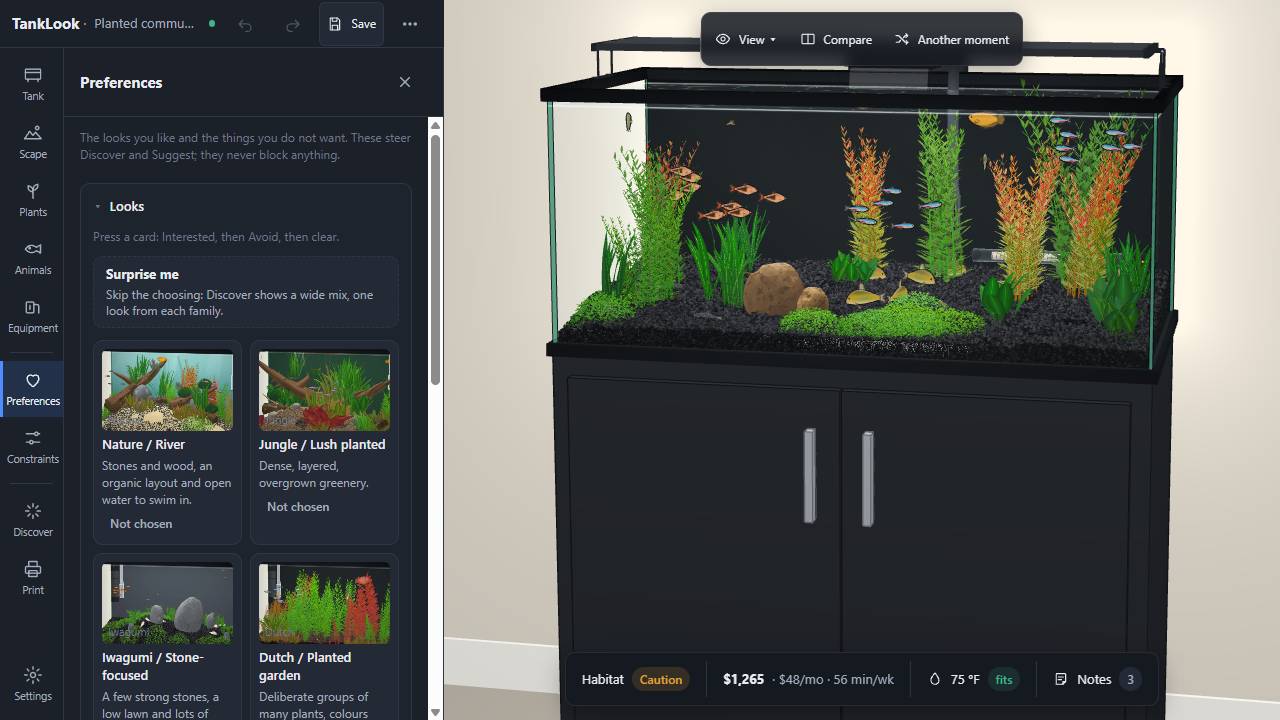 TankLook · Planted commu...
Save
View
Compare
Another moment
Tank
Scape
Plants
Animals
Equipment
Preferences
Constraints
Discover
Print
Settings
Preferences
The looks you like and the things you do not want. These steer
Discover and Suggest; they never block anything.
Looks
Press a card: Interested, then Avoid, then clear.
Surprise me
Skip the choosing: Discover shows a wide mix, one
look from each family.
Nature / River
Stones and wood, an
organic layout and open
water to swim in.
Not chosen
Jungle
Jungle / Lush planted
Dense, layered,
overgrown greenery.
Not chosen
Iwagumi
Iwagumi / Stone-
focused
A few strong stones, a
low lawn and lots of
Dutch
Dutch / Planted
garden
Deliberate groups of
many plants, colours
Habitat Caution
$1,265 · $48/mo · 56 min/wk
75 °F fits
Notes 3